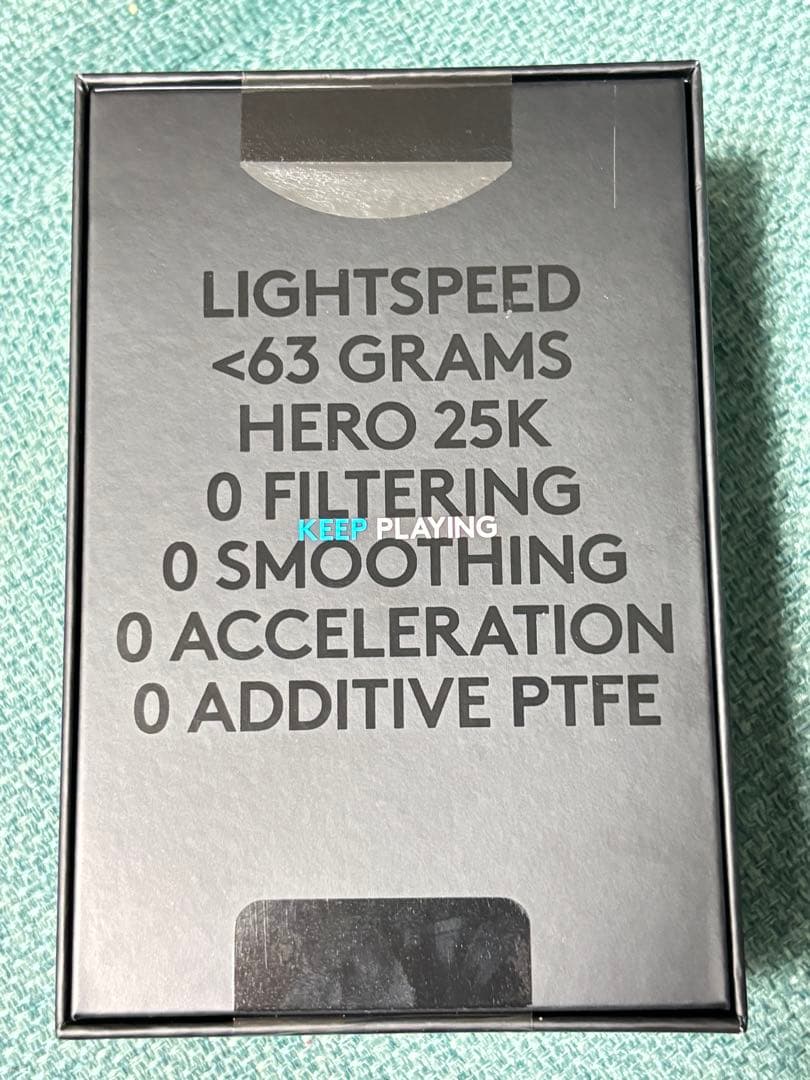 LIGHTSPEED
<63 GRAMS
HERO 25K
0 FILTERING
KEEP PLAYING
0 SMOOTHING
0 ACCELERATION
0 ADDITIVE PTFE